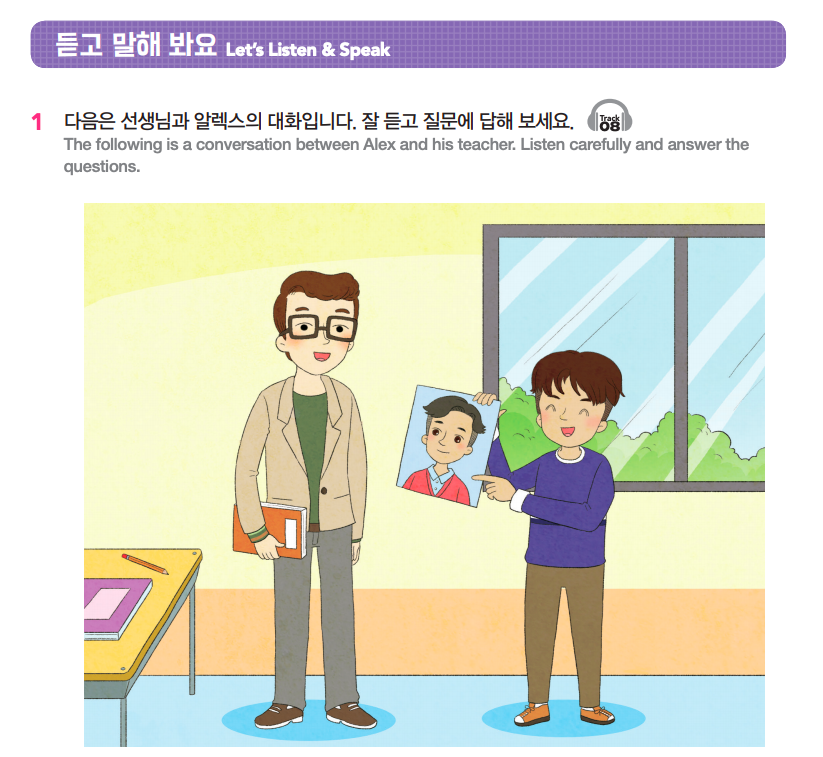 듣고 말해 봐요 Let's Listen & Speak
1 다음은 선생님과 알렉스의 대화입니다. 잘 듣고 질문에 답해 보세요. Track 08
The following is a conversation between Alex and his teacher. Listen carefully and answer the
questions.